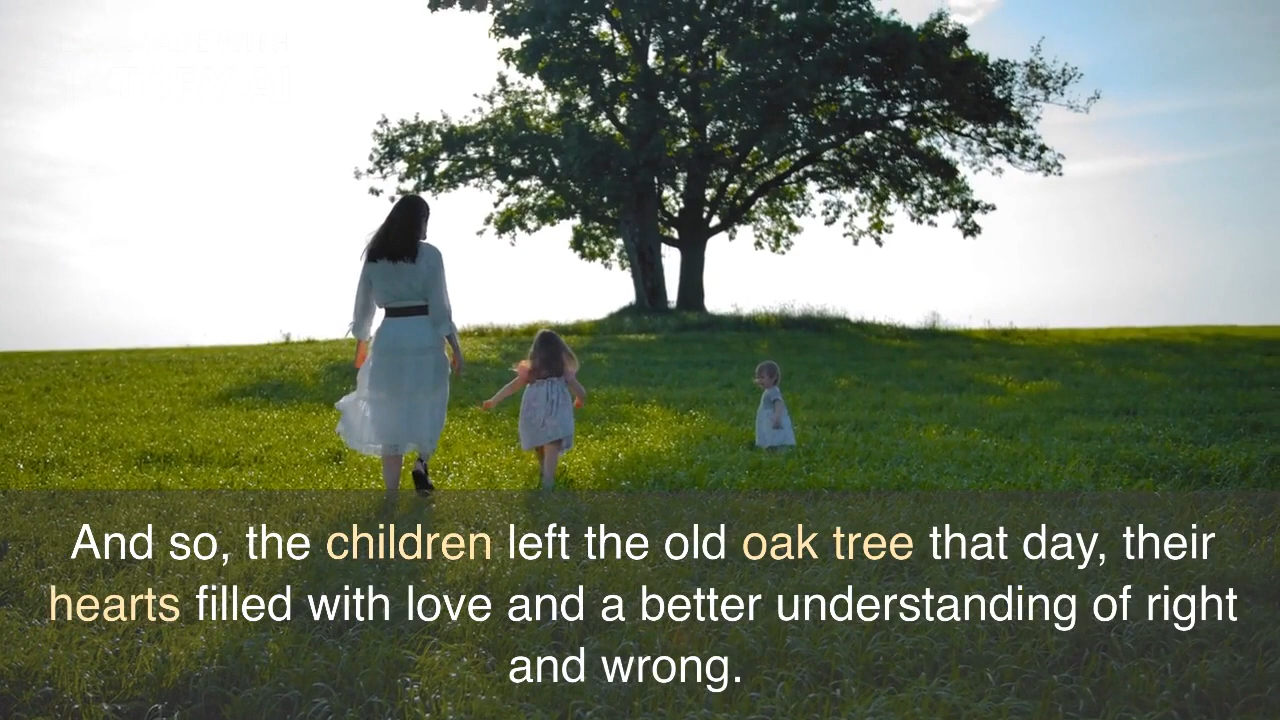 And so, the children left the old oak tree that day, their
hearts filled with love and a better understanding of right
and wrong.